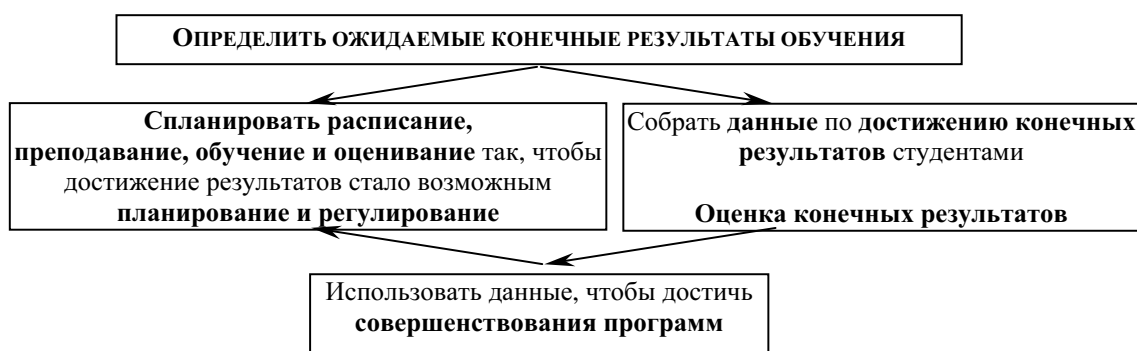 ОПРЕДЕЛИТЬ ОЖИДАЕМЫЕ КОНЕЧНЫЕ РЕЗУЛЬТАТЫ ОБУЧЕНИЯ
Спланировать расписание,
преподавание, обучение и оценивание так, чтобы
достижение результатов стало возможным
планирование и регулирование
Собрать данные по достижению конечных
результатов студентами
Оценка конечных результатов
Использовать данные, чтобы достичь
совершенствования программ